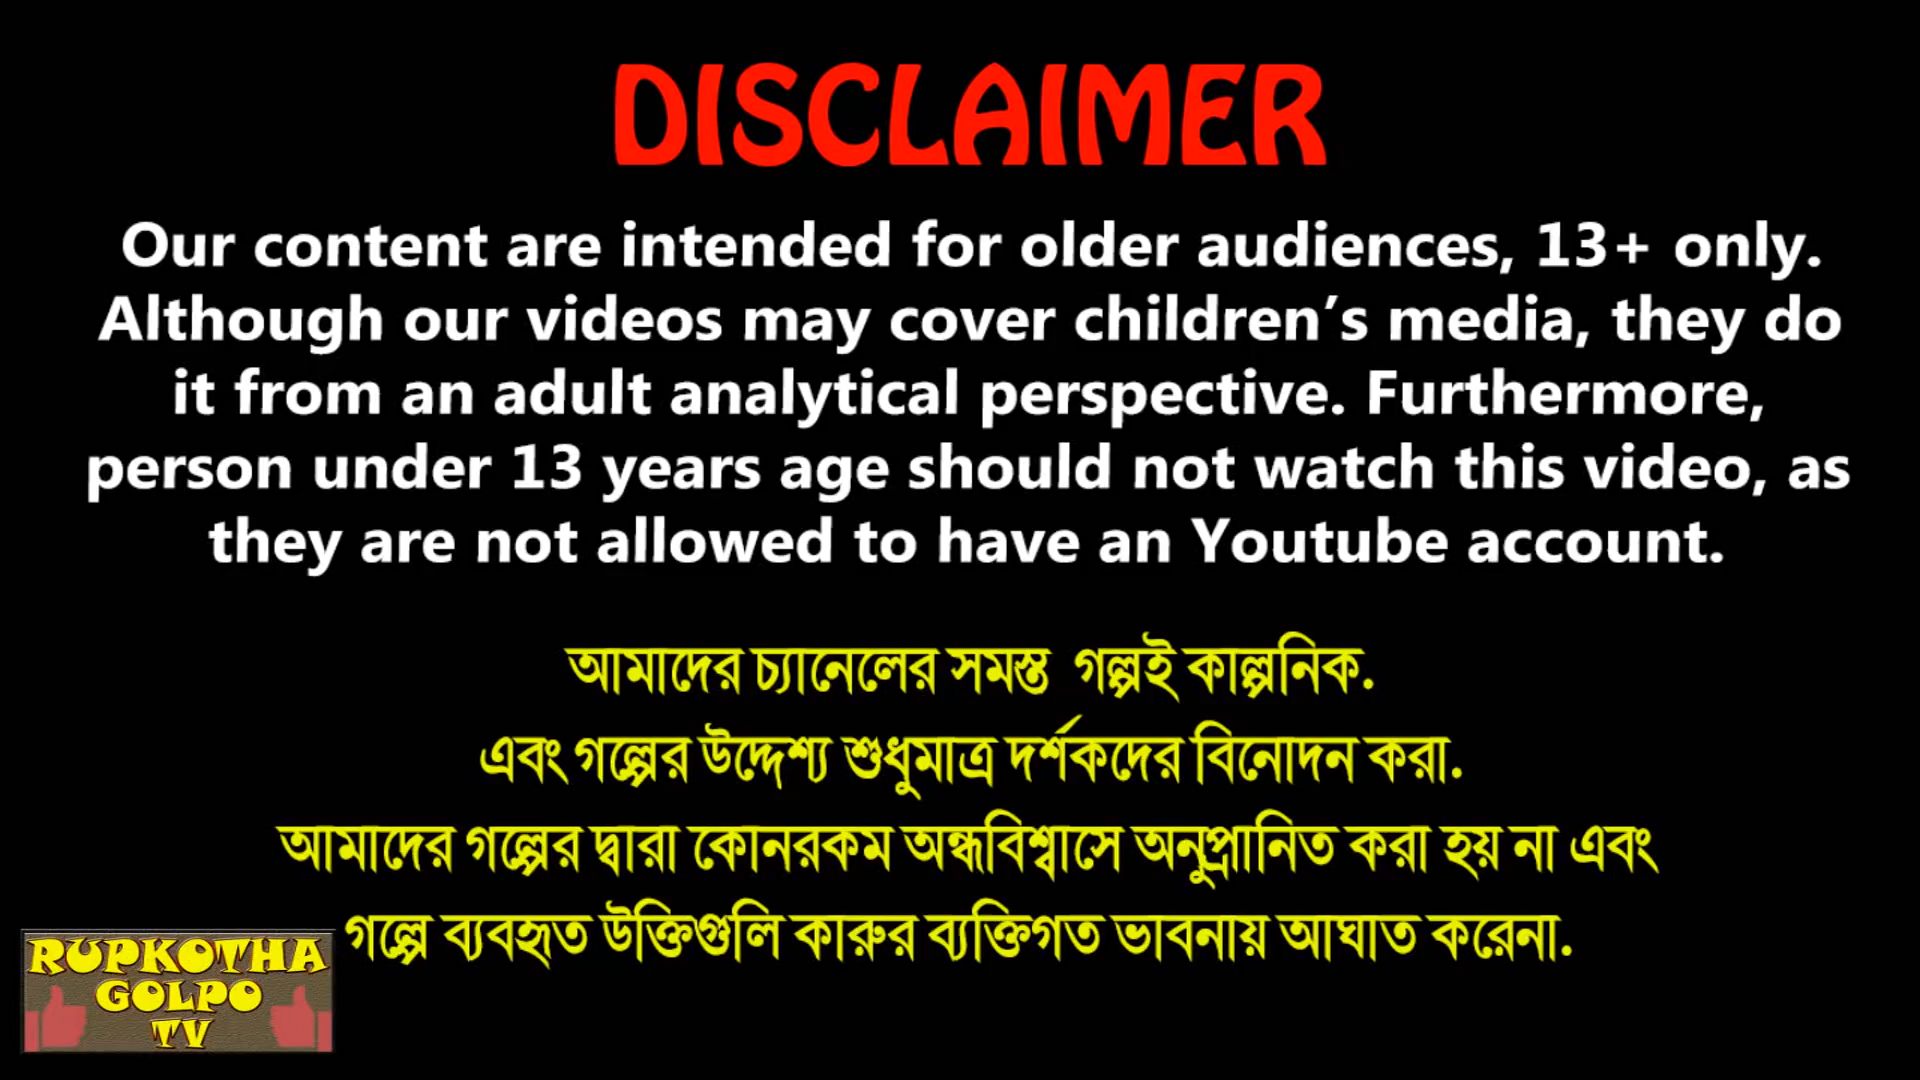 DISCLAIMER
Our content are intended for older audiences, 13+ only.
Although our videos may cover children’s media, they do
it from an adult analytical perspective. Furthermore,
person under 13 years age should not watch this video, as
they are not allowed to have an Youtube account.
আমাদের চ্যানেলের সমস্ত গল্পই কাল্পনিক.
এবং গল্পের উদ্দেশ্য শুধুমাত্র দর্শকদের বিনোদন করা.
আমাদের গল্পের দ্বারা কোনরকম অন্ধবিশ্বাসে অনুপ্রানিত করা হয় না এবং
গল্পে ব্যবহৃত উক্তিগুলি কারুর ব্যক্তিগত ভাবনায় আঘাত করেনা.
RUPKOTHA
GOLPO
TV